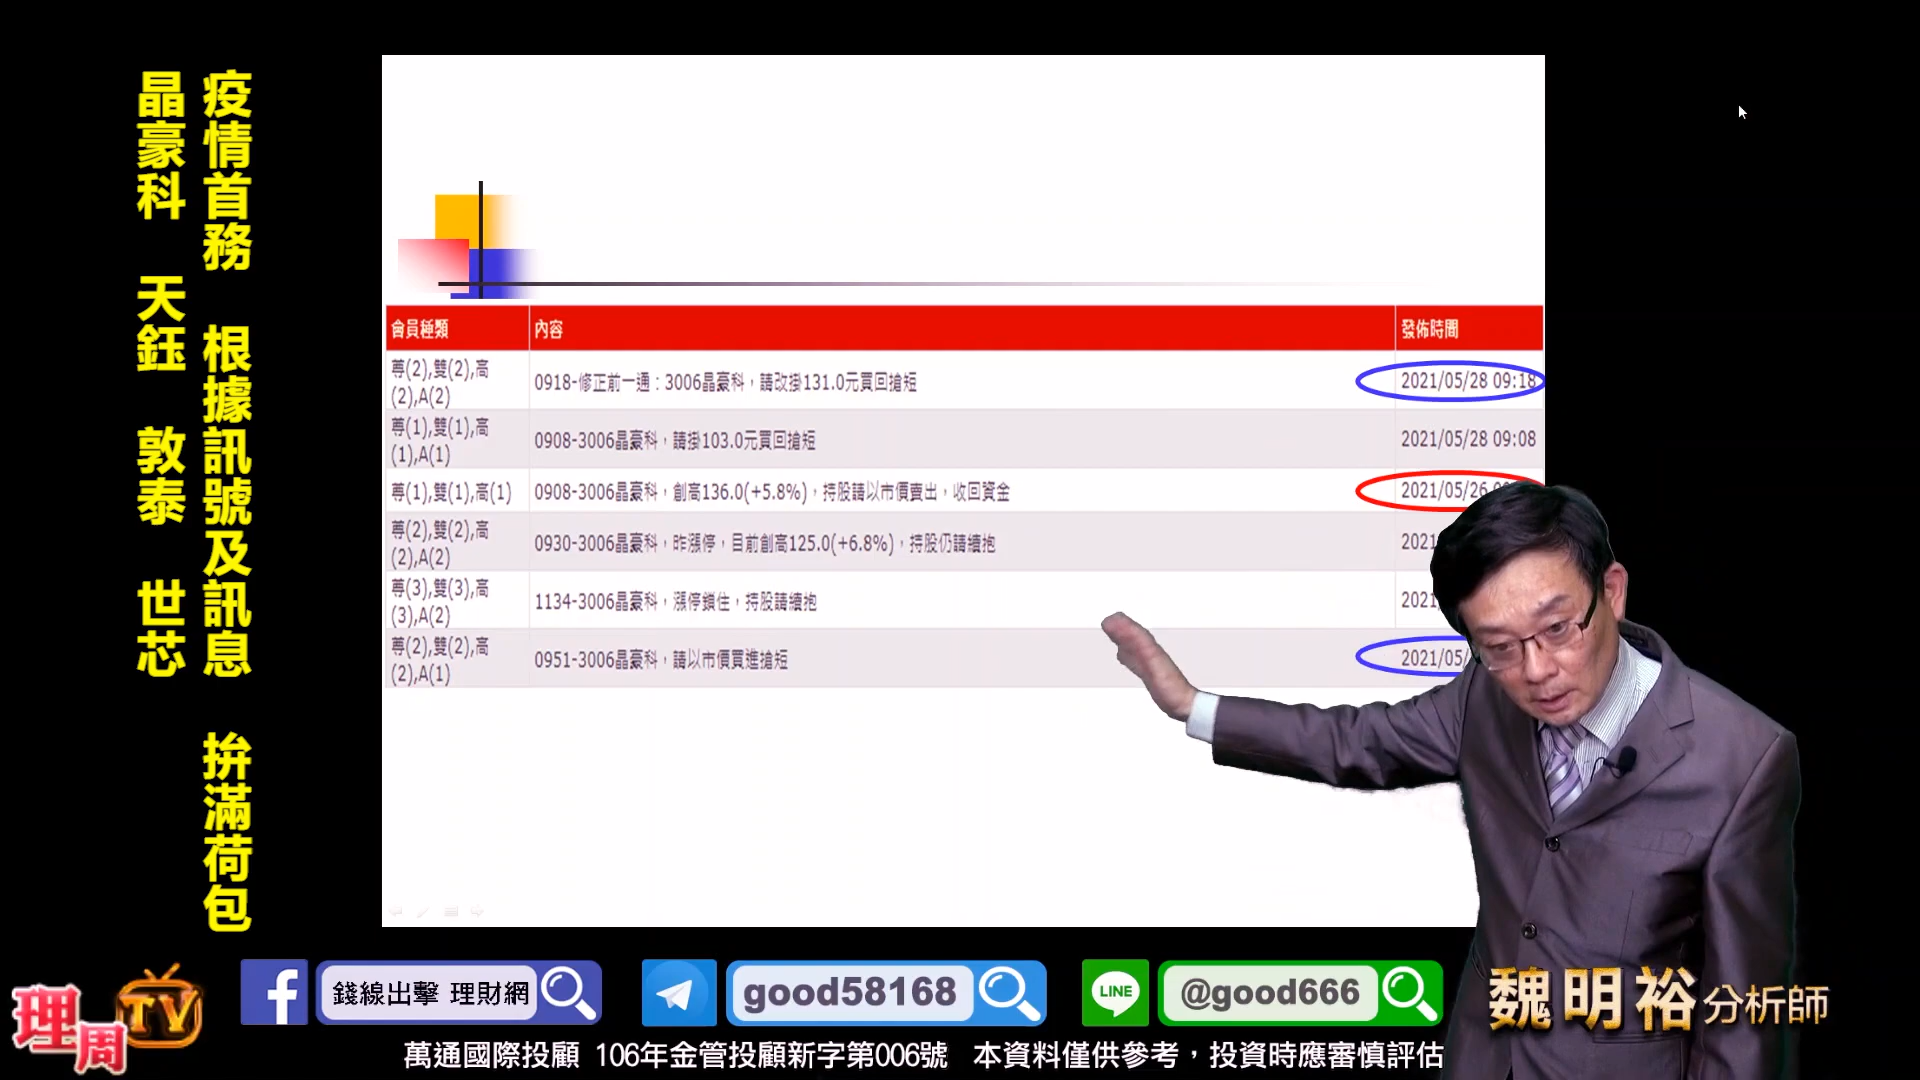 疫情首務 根據訊號及訊息 拚滿荷包
晶豪科 天鈺 敦泰 世芯
會員種類 內容 發佈時間
尊(2),雙(2),高
(2),A(2)
0918-修正前一通：3006晶豪科，請改掛131.0元買回搶短
2021/05/28 09:18
尊(1),雙(1),高
(1),A(1)
0908-3006晶豪科，請掛103.0元買回搶短
2021/05/28 09:08
尊(1),雙(1),高(1)
0908-3006晶豪科，創高136.0(+5.8%)，持股請以市價賣出，收回資金
2021/05/26
尊(2),雙(2),高
(2),A(2)
0930-3006晶豪科，昨漲停，目前創高125.0(+6.8%)，持股仍請續抱
2021
尊(3),雙(3),高
(3),A(2)
1134-3006晶豪科，漲停鎖住，持股請續抱
2021
尊(2),雙(2),高
(2),A(1)
0951-3006晶豪科，請以市價買進搶短
2021/05/
理周TV
f
錢線出擊 理財網
good58168
LINE
@good666
魏明裕分析師
萬通國際投顧 106年金管投顧新字第006號 本資料僅供參考，投資時應審慎評估